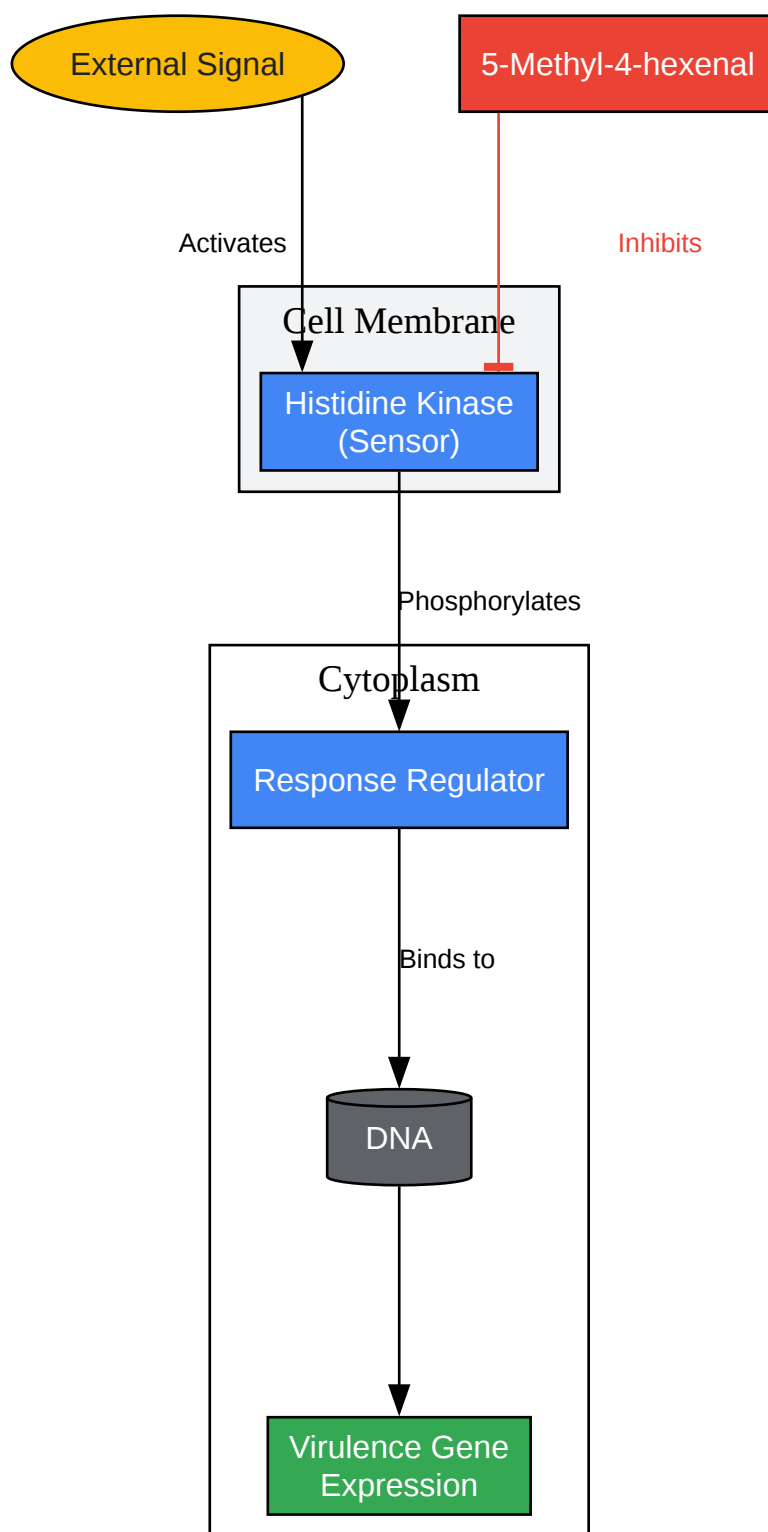 External Signal
5-Methyl-4-hexenal
Activates
Inhibits
Cell Membrane
Histidine Kinase
(Sensor)
Phosphorylates
Cytoplasm
Response Regulator
Binds to
DNA
Virulence Gene
Expression